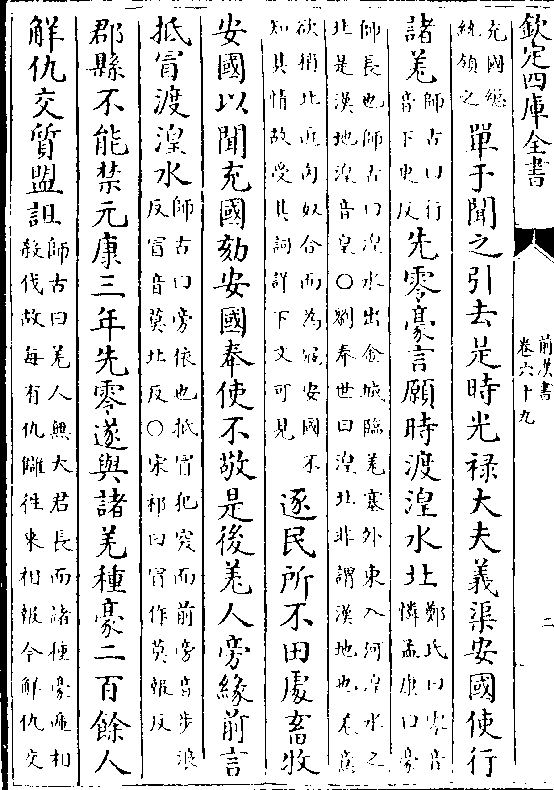 欽定四庫全書
前漢書
卷六十九
二
充國總
統領之
單于聞之引去是時光祿大夫義渠安國使行
諸羌
師古曰行
音下更反
先零豪言願時渡湟水北
鄭氏曰零音
憐孟康曰豪
帥長也師古曰湟水出金城臨羌塞外東入河湟水之
北是漢地湟音皇○劉奉世曰湟北非謂漢地也羌意
欲稍北近匈奴合而為寇安國不
知其情故受其詞詳下文可見
逐民所不田處畜牧
安國以聞充國劾安國奉使不敬是後羌人旁緣前言
抵冒渡湟水
師古曰旁依也抵冒犯突而前旁音步浪
反冒音莫北反○宋祁曰冒作莫報反
郡縣不能禁元康三年先零遂與諸羌種豪二百餘人
解仇交質盟詛
師古曰羌人無大君長而諸種豪遞相
殺伐故每有仇讎往來相報今解仇交